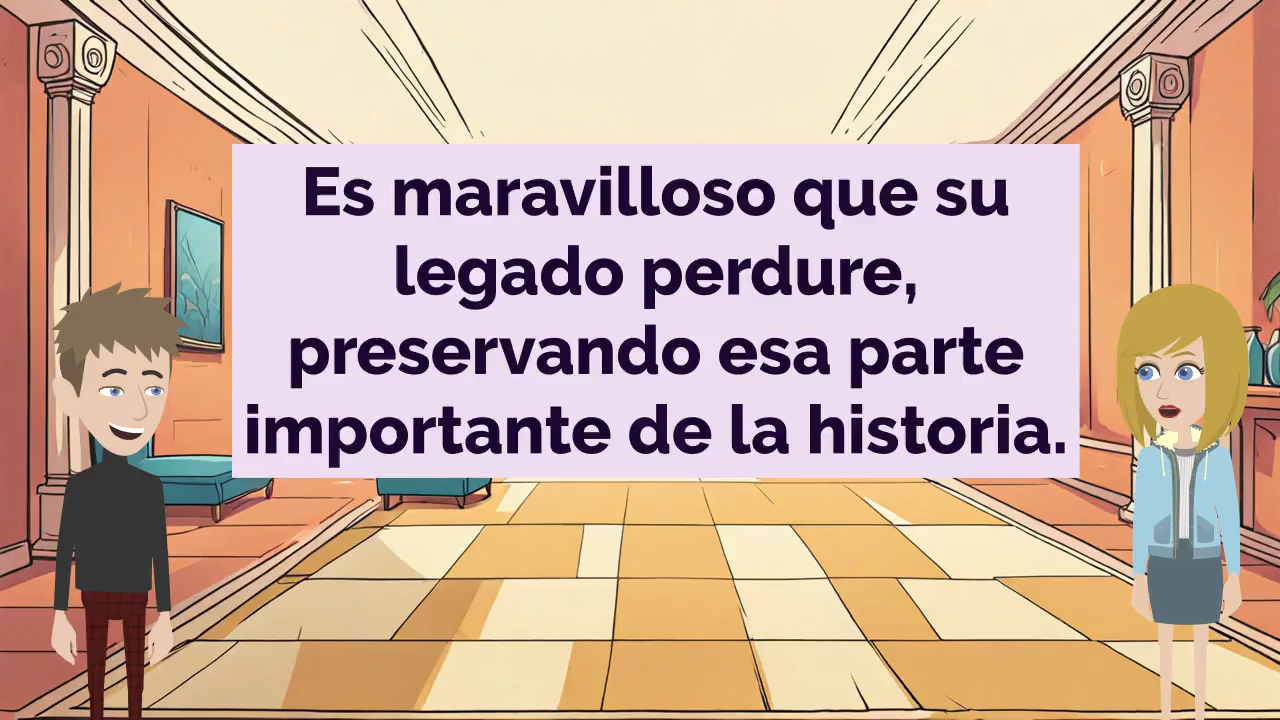 Es maravilloso que su
legado perdure,
preservando esa parte
importante de la historia.